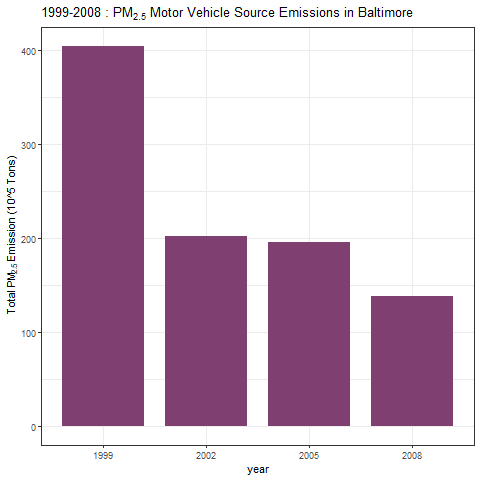 1999-2008 : PM2.5 Motor Vehicle Source Emissions in Baltimore
Total PM2.5 Emission (10^5 Tons)
400
300
200
100
0
1999 2002 2005 2008
year